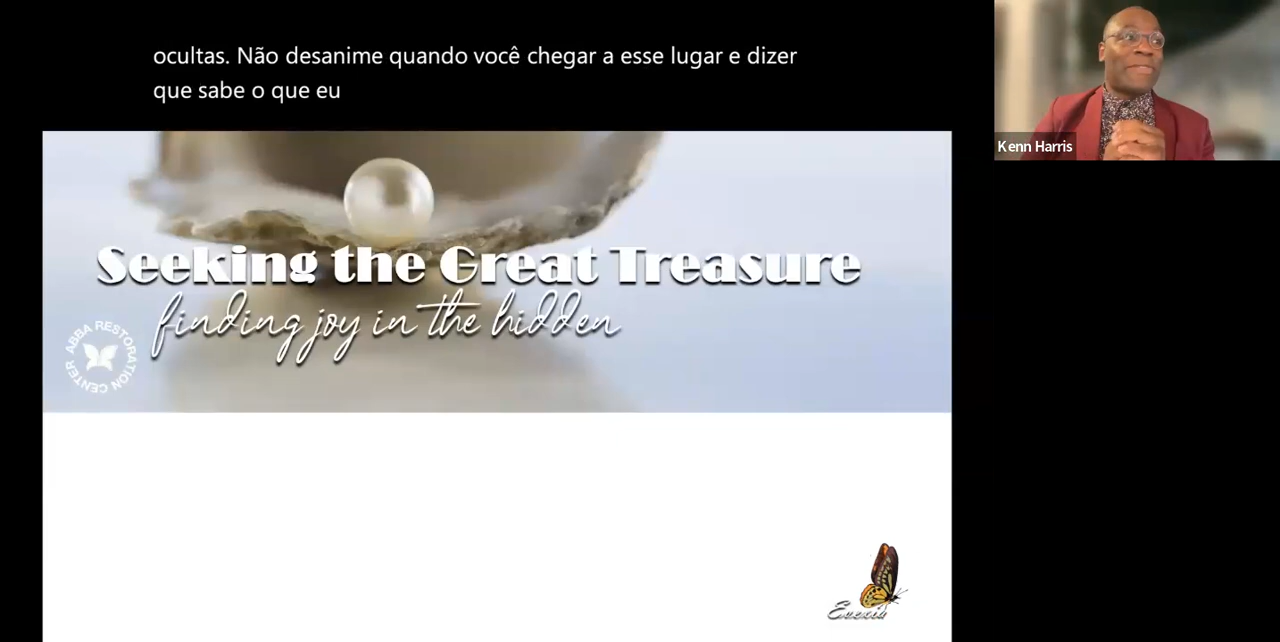 ocultas. Não desanime quando você chegar a esse lugar e dizer
que sabe o que eu
Kenn Harris
Seeking the Great Treasure
finding joy in the hidden
ABBA RESTORATION CENTER